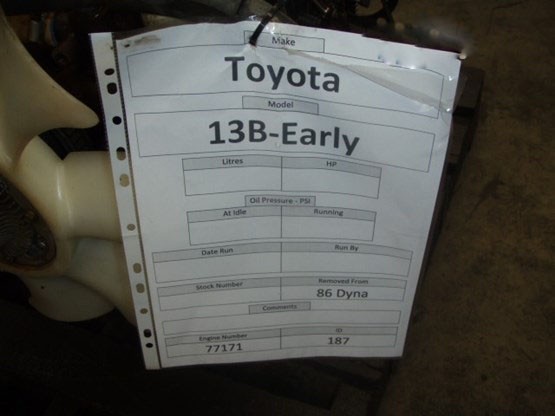 Make
Toyota
Model
13B-Early
Litres HP
Oil Pressure - PSI
At Idle Running
Date Run Run By
Stock Number Removed From
86 Dyna
Comments
Engine Number ID
77171 187